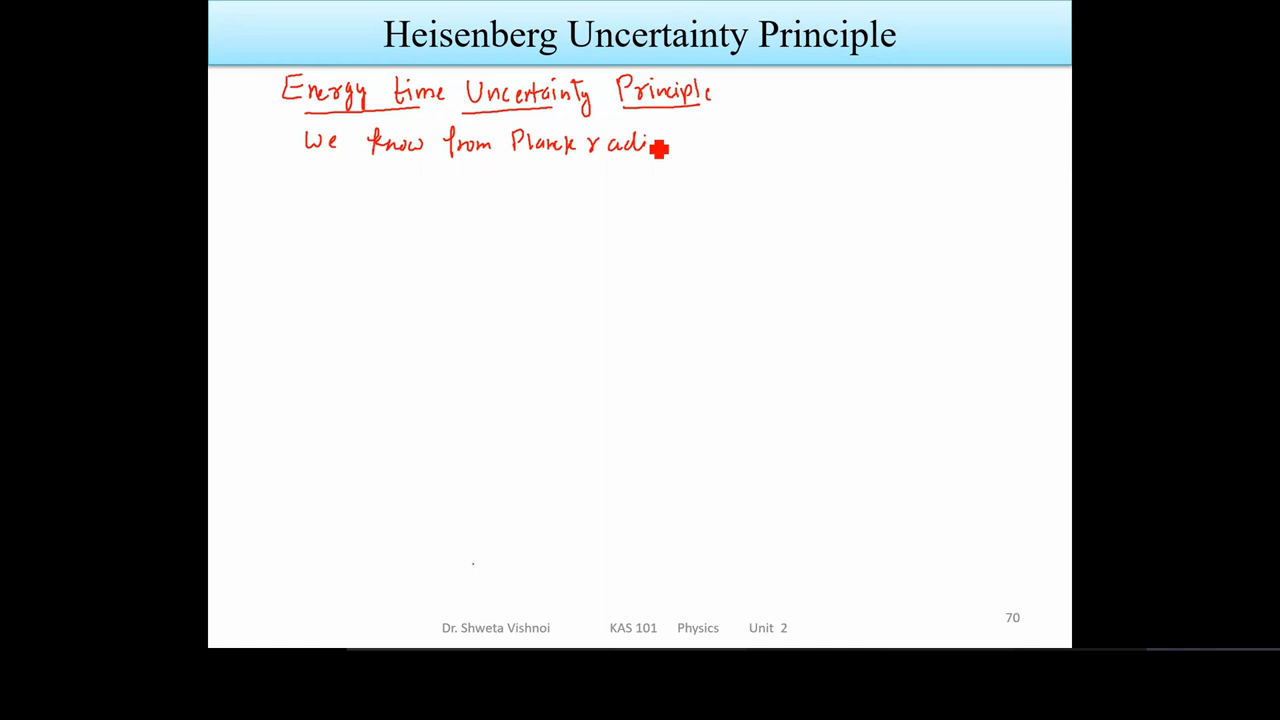 Heisenberg Uncertainty Principle
Energy time Uncertainty Principle
We know from Plank radi
70
Dr. Shweta Vishnoi KAS 101 Physics Unit 2